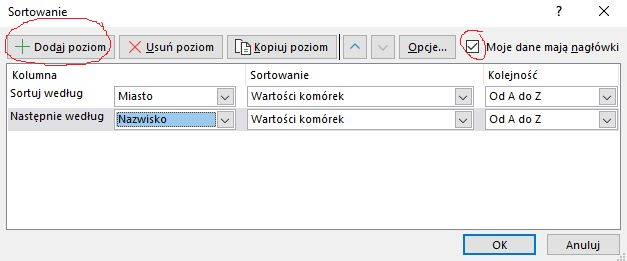 Sortowanie
? ×
Dodaj poziom Usuń poziom Kopiuj poziom Opcje... Moje dane mają nagłówki
Kolumna Sortowanie Kolejność
Sortuj według Miasto Wartości komórek Od A do Z
Następnie według Nazwisko Wartości komórek Od A do Z
OK Anuluj